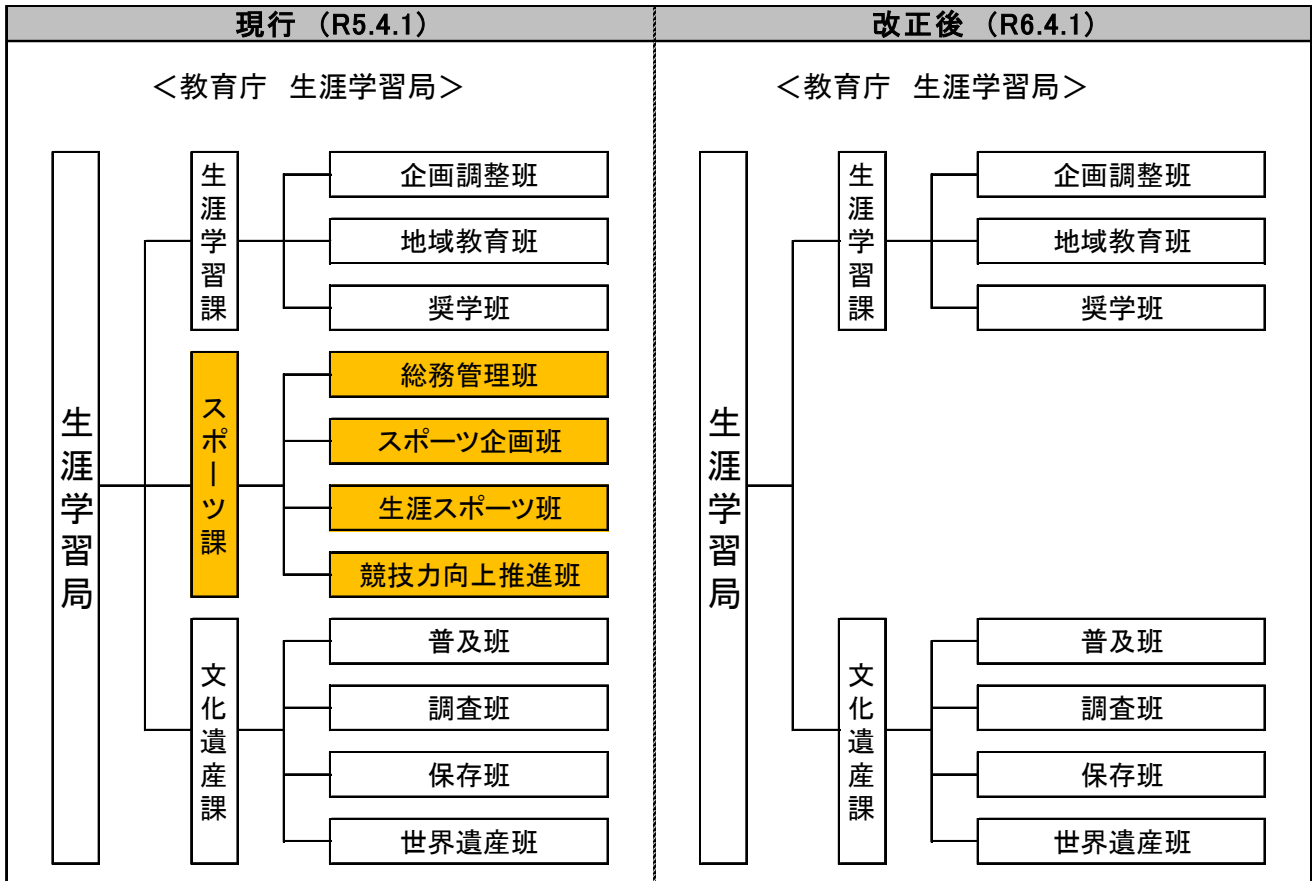 現行 （R5.4.1）
＜教育庁　生涯学習局＞
生涯学習局
生涯学習課
企画調整班
地域教育班
奨学班
スポーツ課
総務管理班
スポーツ企画班
生涯スポーツ班
競技力向上推進班
文化遺産課
普及班
調査班
保存班
世界遺産班
改正後 （R6.4.1）
＜教育庁　生涯学習局＞
生涯学習局
生涯学習課
企画調整班
地域教育班
奨学班
文化遺産課
普及班
調査班
保存班
世界遺産班